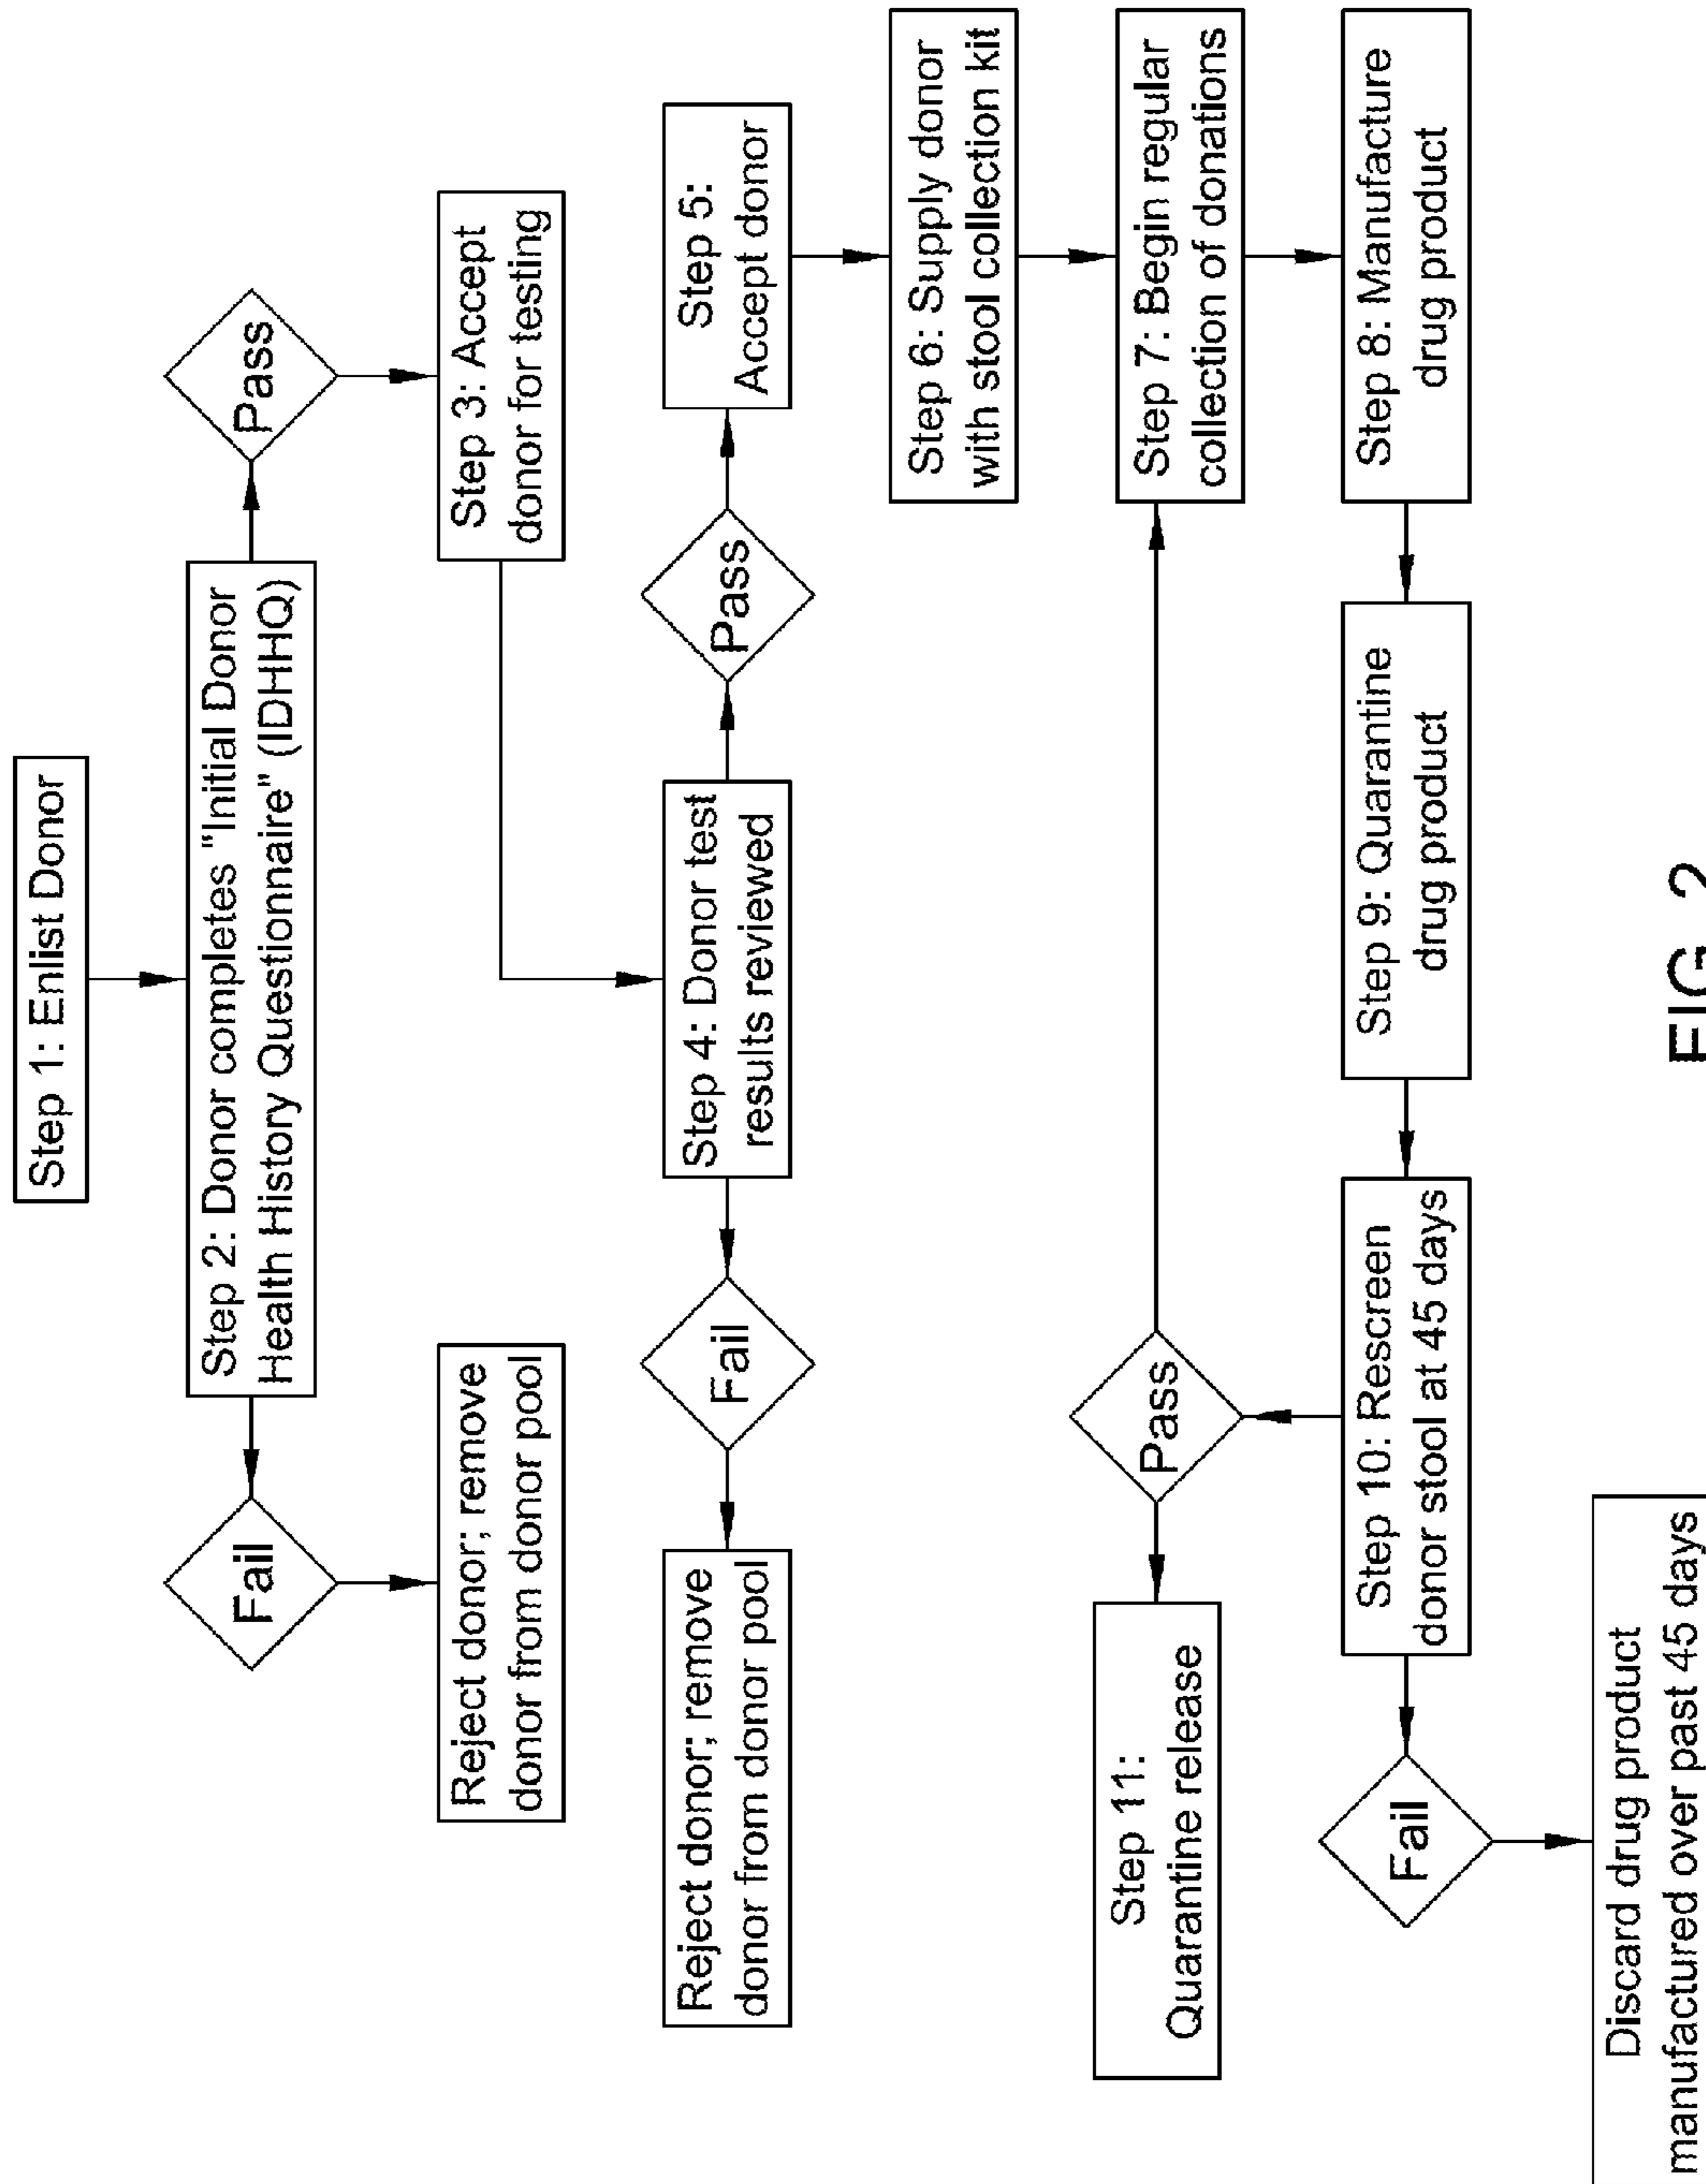 Step 1: Enlist Donor
Step 2: Donor completes "Initial Donor
Health History Questionnaire" (IDHHQ)
Fail
Pass
Reject donor; remove
donor from donor pool
Step 3: Accept
donor for testing
Reject donor; remove
donor from donor pool
Fail
Step 4: Donor test
results reviewed
Pass
Step 5:
Accept donor
Step 6: Supply donor
with stool collection kit
Step 11:
Quarantine release
Pass
Step 7: Begin regular
collection of donations
Fail
Step 10: Rescreen
donor stool at 45 days
Step 9: Quarantine
drug product
Step 8: Manufacture
drug product
Discard drug product
manufactured over past 45 days
FIG. 2